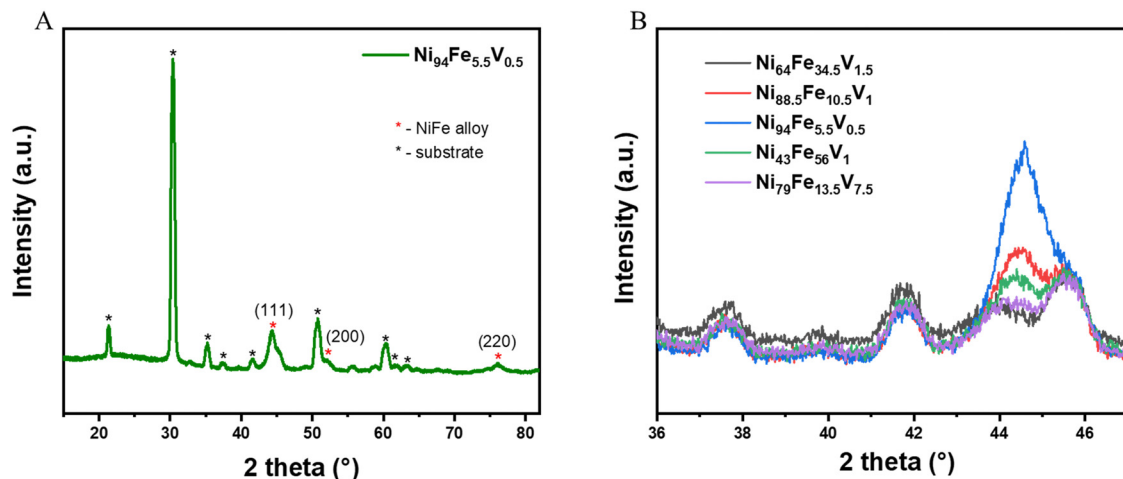 A
Ni94Fe5.5V0.5
* - NiFe alloy
* - substrate
*
*
*
*
*
(111)
*
*
(200)
*
*
*
*
(220)
*
Intensity (a.u.)
20 30 40 50 60 70 80
2 theta (°)
B
Ni64Fe34.5V1.5
Ni88.5Fe10.5V1
Ni94Fe5.5V0.5
Ni43Fe56V1
Ni79Fe13.5V7.5
Intensity (a.u.)
36 38 40 42 44 46
2 theta (°)